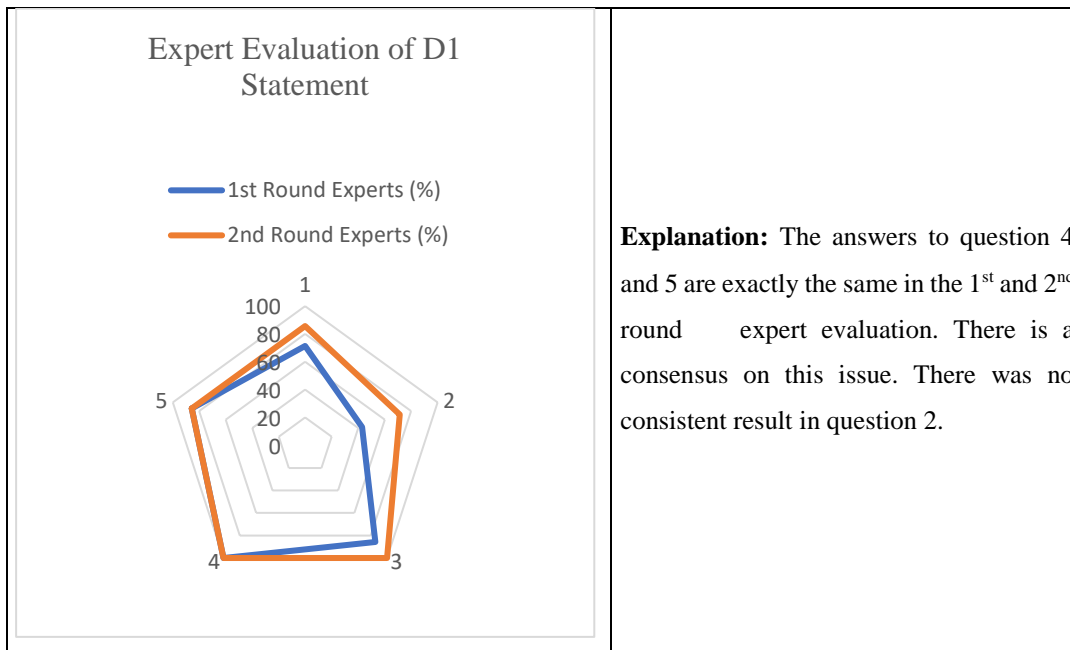 Expert Evaluation of D1
Statement
1st Round Experts (%)
2nd Round Experts (%)
1
100
80
60
40
20
0
5
2
4
3
Explanation: The answers to question 4
and 5 are exactly the same in the 1st and 2nd
round expert evaluation. There is a
consensus on this issue. There was no
consistent result in question 2.